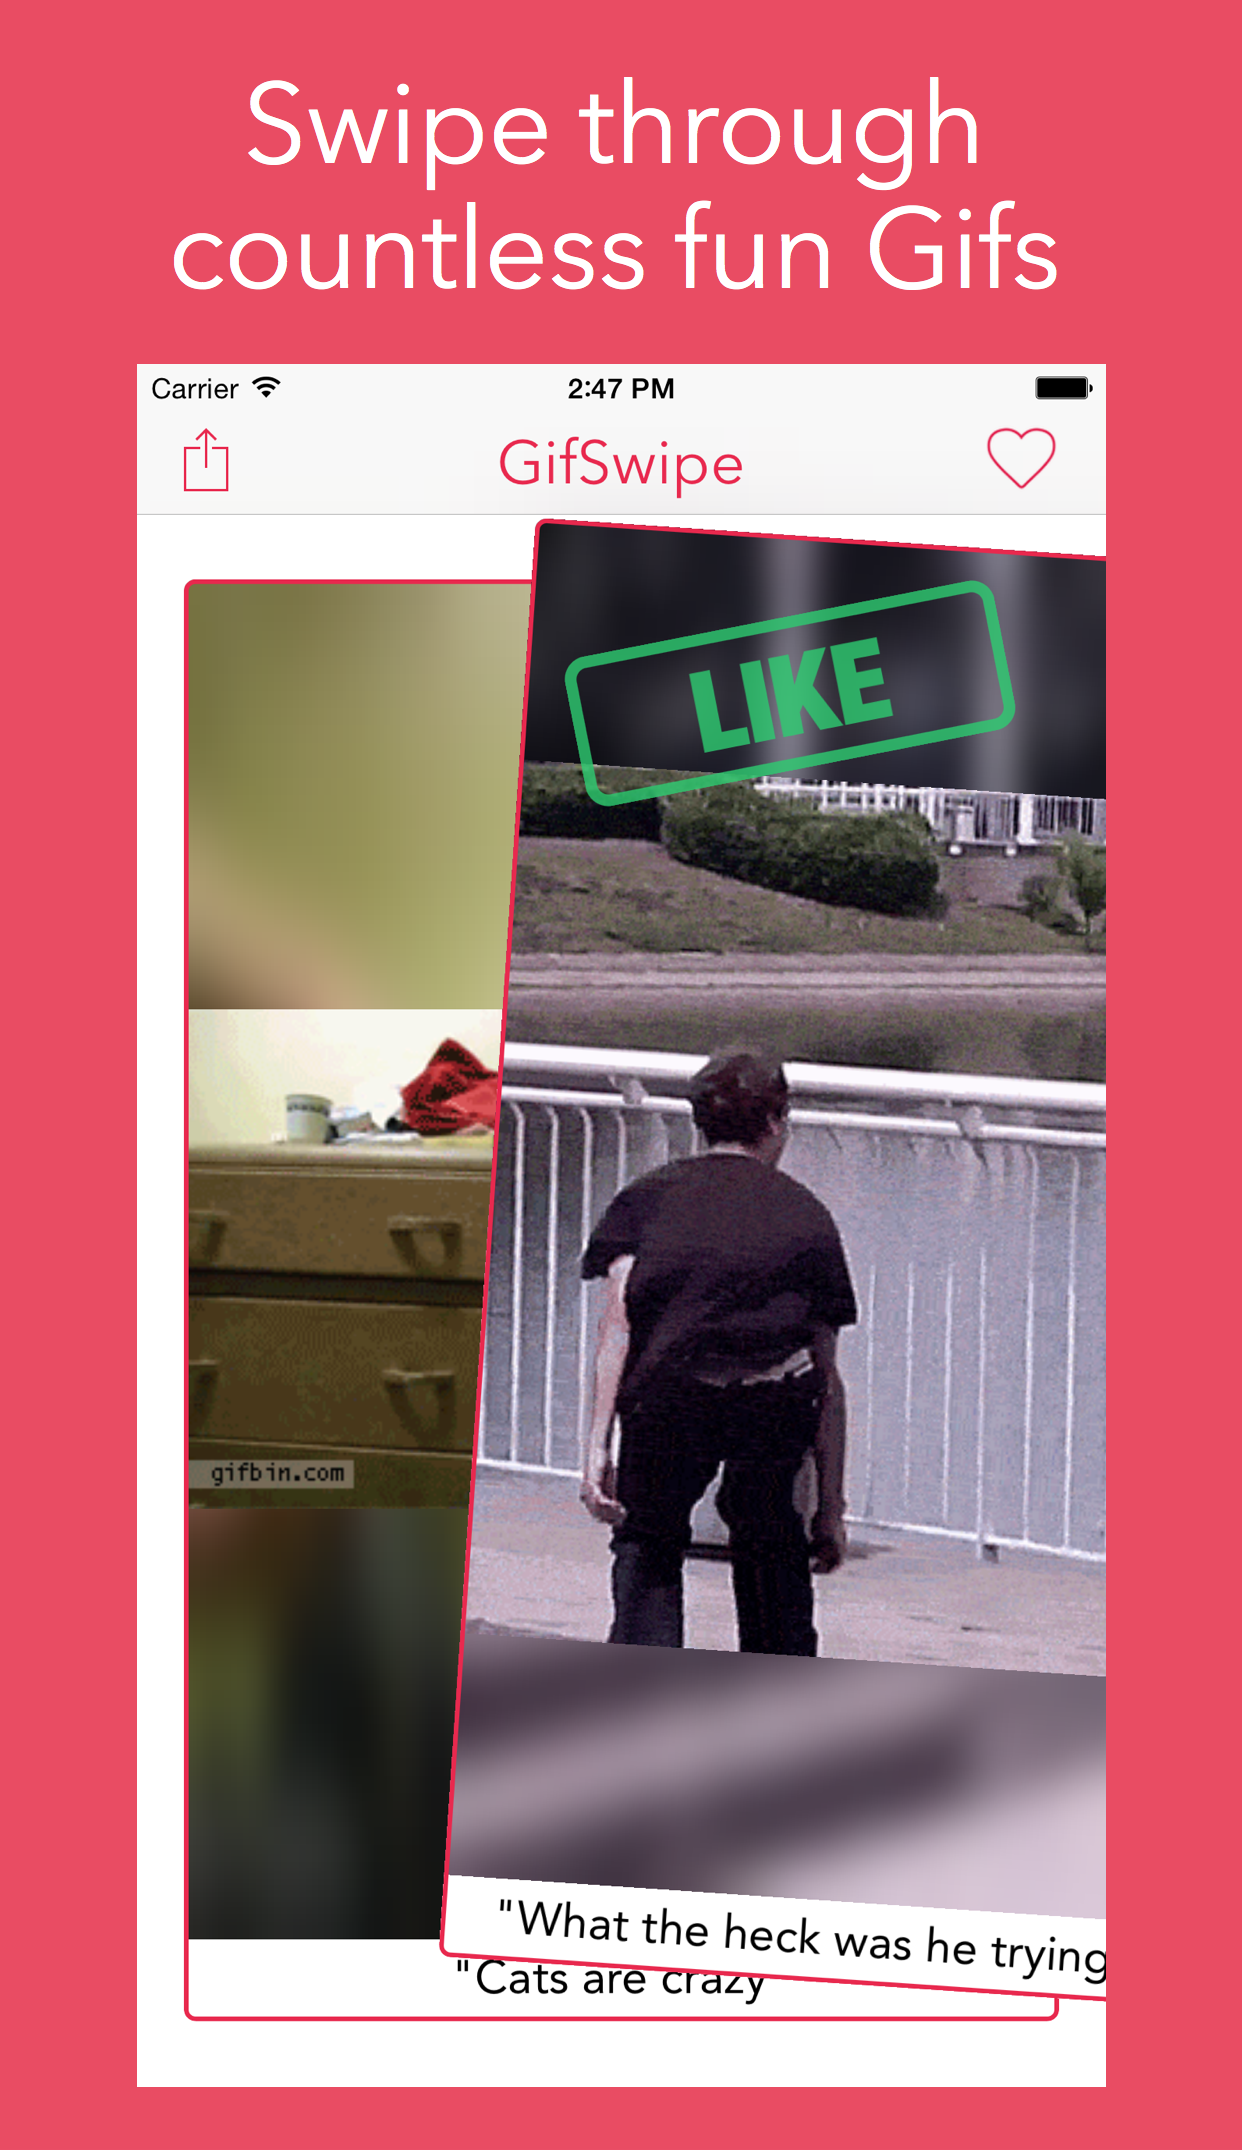 Swipe through
countless fun Gifs
Carrier 2:47 PM
GifSwipe
LIKE
gifbin.com
"What the heck was he trying
"Cats are crazy